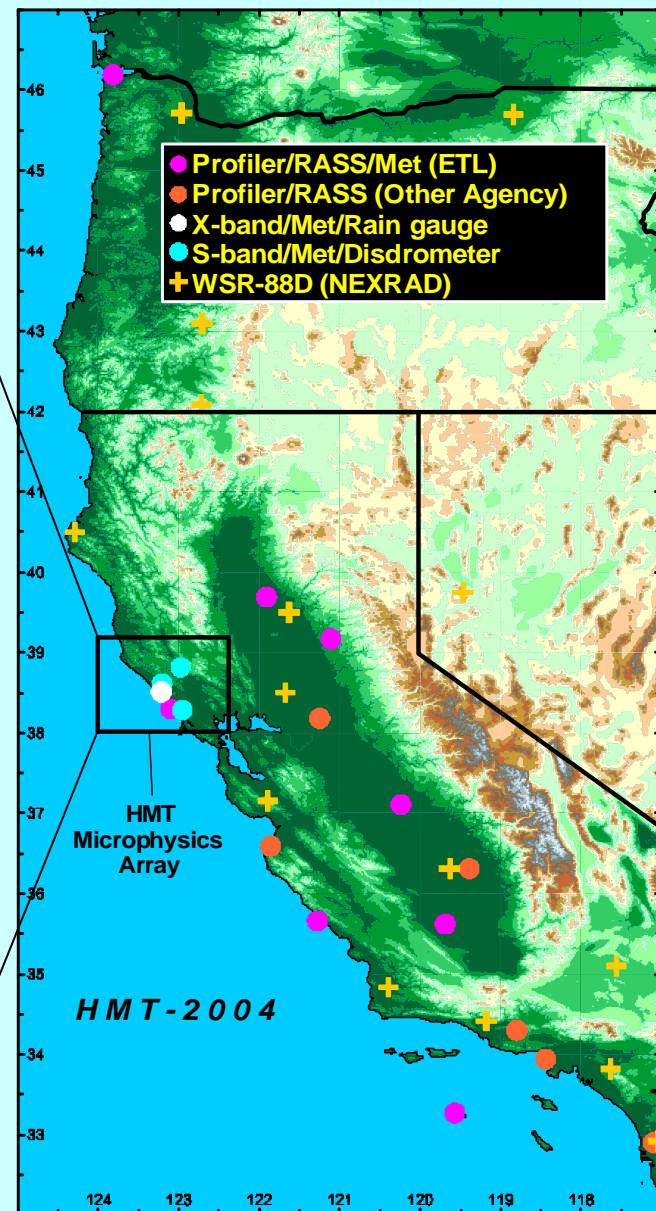 46
45
44
43
42
41
40
39
38
37
36
35
34
33
Profiler/RASS/Met (ETL)
Profiler/RASS (Other Agency)
X-band/Met/Rain gauge
S-band/Met/Disdrometer
WSR-88D (NEXRAD)
HMT
Microphysics
Array
HMT-2004
124 123 122 121 120 119 118